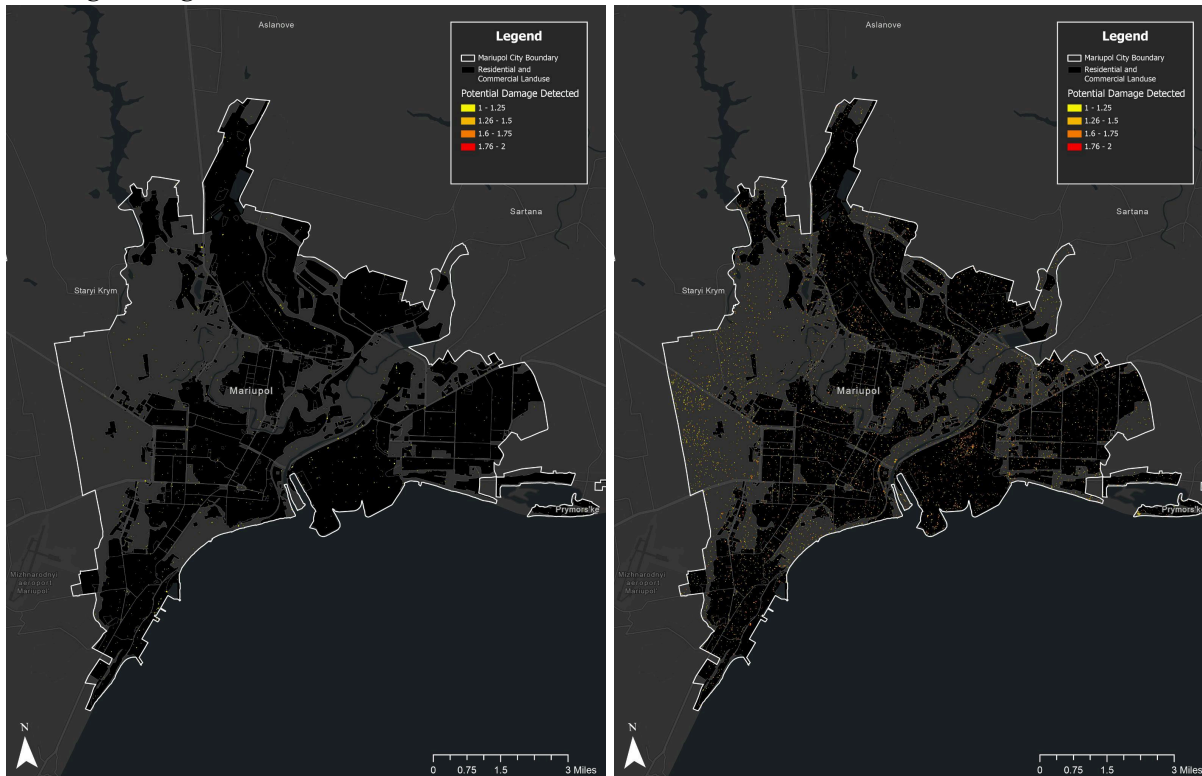 Aslanove
Legend
Mariupol City Boundary
Residential and
Commercial Landuse
Potential Damage Detected
1 - 1.25
1.26 - 1.5
1.6 - 1.75
1.76 - 2
Sartana
Staryi Krym
Mariupol
Prymors'ke
Mizhnarodnyi
aeroport
Mariupol'
N
0 0.75 1.5 3 Miles
Aslanove
Legend
Mariupol City Boundary
Residential and
Commercial Landuse
Potential Damage Detected
1 - 1.25
1.26 - 1.5
1.6 - 1.75
1.76 - 2
Sartana
Staryi Krym
Mariupol
Prymors'ke
Mizhnarodnyi
aeroport
Mariupol'
N
0 0.75 1.5 3 Miles